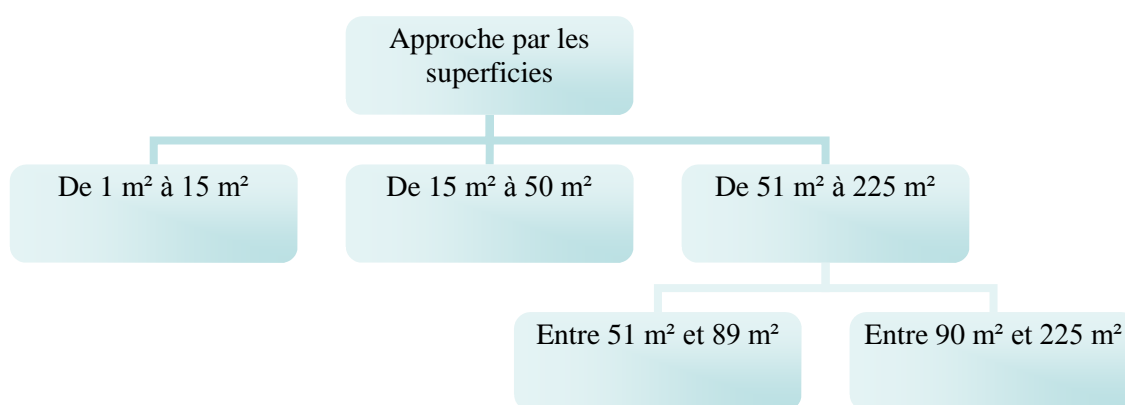 Approche par les
superficies
De 1 m² à 15 m²
De 15 m² à 50 m²
De 51 m² à 225 m²
Entre 51 m² et 89 m²
Entre 90 m² et 225 m²